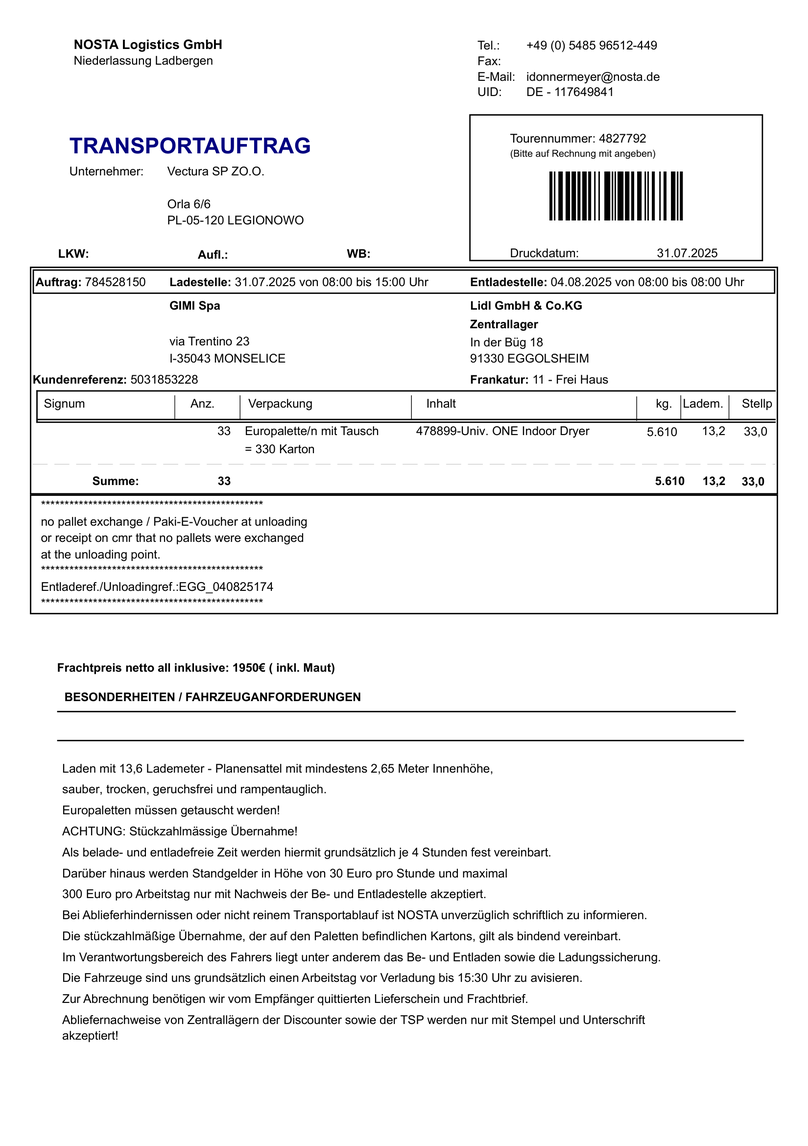 NOSTA Logistics GmbH
Niederlassung Ladbergen
Tel.: +49 (0) 5485 96512-449
Fax:
E-Mail: idonnermeyer@nosta.de
UID: DE - 117649841
TRANSPORTAUFTRAG
Unternehmer: Vectura SP ZO.O.
Orla 6/6
PL-05-120 LEGIONOWO
Tourennummer: 4827792
(Bitte auf Rechnung mit angeben)
LKW: Aufl.: WB:
Druckdatum: 31.07.2025
Auftrag: 784528150 Ladestelle: 31.07.2025 von 08:00 bis 15:00 Uhr Entladestelle: 04.08.2025 von 08:00 bis 08:00 Uhr
GIMI Spa
via Trentino 23
I-35043 MONSELICE
Lidl GmbH & Co.KG
Zentrallager
In der Büg 18
91330 EGGOLSHEIM
Kundenreferenz: 5031853228 Frankatur: 11 - Frei Haus
Signum Anz. Verpackung Inhalt kg. Ladem. Stellp
33 Europalette/n mit Tausch 478899-Univ. ONE Indoor Dryer 5.610 13,2 33,0
= 330 Karton
Summe: 33 5.610 13,2 33,0
***********************************************
no pallet exchange / Paki-E-Voucher at unloading
or receipt on cmr that no pallets were exchanged
at the unloading point.
***********************************************
Entladeref./Unloadingref.:EGG_040825174
***********************************************
Frachtpreis netto all inklusive: 1950€ ( inkl. Maut)
BESONDERHEITEN / FAHRZEUGANFORDERUNGEN
Laden mit 13,6 Lademeter - Planensattel mit mindestens 2,65 Meter Innenhöhe,
sauber, trocken, geruchsfrei und rampentauglich.
Europaletten müssen getauscht werden!
ACHTUNG: Stückzahlmässige Übernahme!
Als belade- und entladefreie Zeit werden hiermit grundsätzlich je 4 Stunden fest vereinbart.
Darüber hinaus werden Standgelder in Höhe von 30 Euro pro Stunde und maximal
300 Euro pro Arbeitstag nur mit Nachweis der Be- und Entladestelle akzeptiert.
Bei Ablieferhindernissen oder nicht reinem Transportablauf ist NOSTA unverzüglich schriftlich zu informieren.
Die stückzahlmäßige Übernahme, der auf den Paletten befindlichen Kartons, gilt als bindend vereinbart.
Im Verantwortungsbereich des Fahrers liegt unter anderem das Be- und Entladen sowie die Ladungssicherung.
Die Fahrzeuge sind uns grundsätzlich einen Arbeitstag vor Verladung bis 15:30 Uhr zu avisieren.
Zur Abrechnung benötigen wir vom Empfänger quittierten Lieferschein und Frachtbrief.
Abliefernachweise von Zentrallägern der Discounter sowie der TSP werden nur mit Stempel und Unterschrift
akzeptiert!